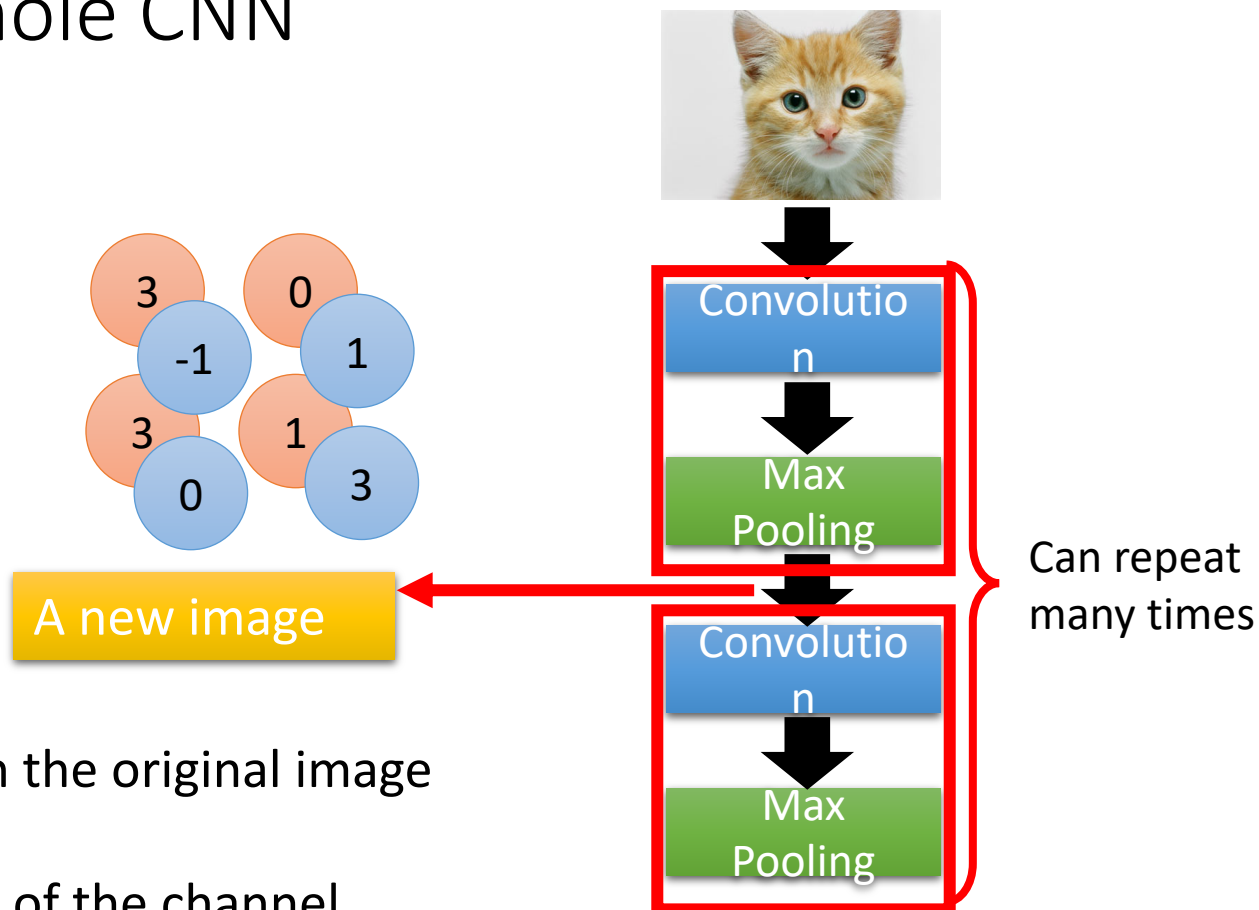 hole CNN
3 0
-1 1
3 1
0 3
A new image
n the original image
of the channel
Convolutio
n
Max
Pooling
Convolutio
n
Max
Pooling
Can repeat
many times